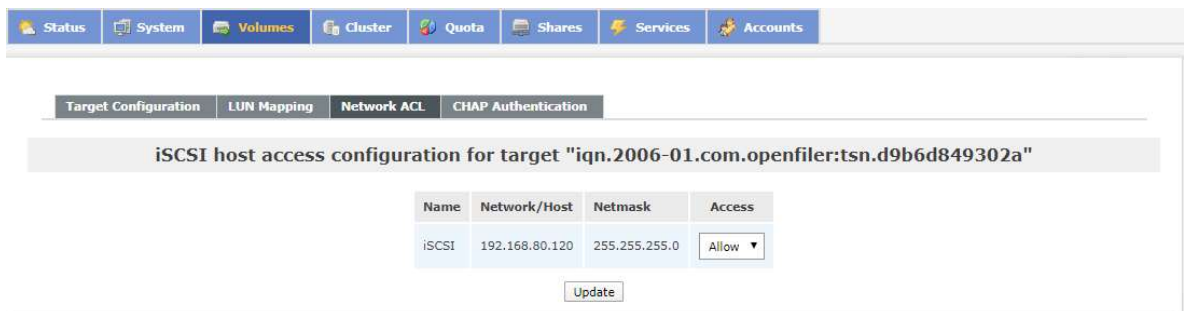 Status System Volumes Cluster Quota Shares Services Accounts
Target Configuration LUN Mapping Network ACL CHAP Authentication
iSCSI host access configuration for target "iqn.2006-01.com.openfiler:tsn.d9b6d849302a"
Name Network/Host Netmask Access
iSCSI 192.168.80.120 255.255.255.0 Allow
Update